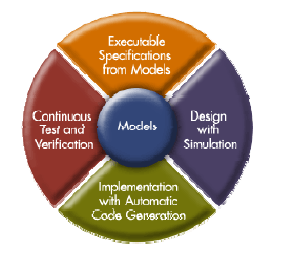 Executable
Specifications
from Models
Continuous
Test and
Verification
Models
Design
with
Simulation
Implementation
with Automatic
Code Generation